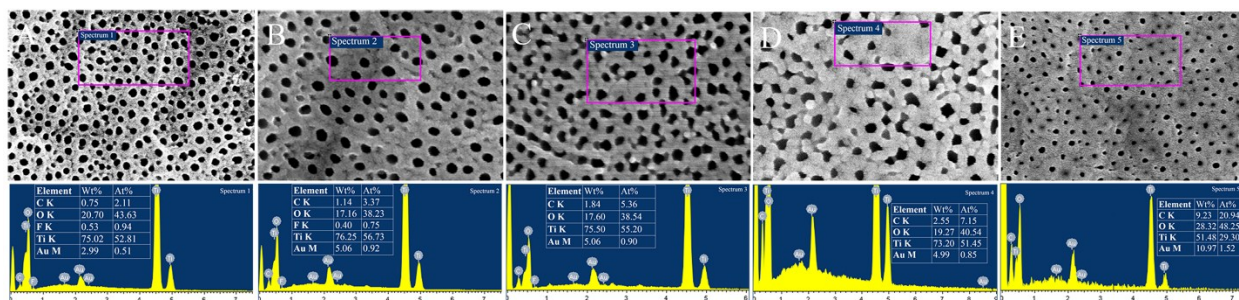 A
Spectrum 1
B
Spectrum 2
C
Spectrum 3
D
Spectrum 4
E
Spectrum 5
Spectrum 1
Element Wt% At%
C K 0.75 2.11
O K 20.70 43.63
F K 0.53 0.94
Ti K 75.02 52.81
Au M 2.99 0.51
Spectrum 2
Element Wt% At%
C K 1.14 3.37
O K 17.16 38.23
F K 0.40 0.75
Ti K 76.25 56.73
Au M 5.06 0.92
Spectrum 3
Element Wt% At%
C K 1.84 5.36
O K 17.60 38.54
Ti K 75.50 55.20
Au M 5.06 0.90
Spectrum 4
Element Wt% At%
C K 2.55 7.15
O K 19.27 40.54
Ti K 73.20 51.45
Au M 4.99 0.85
Spectrum 5
Element Wt% At%
C K 9.23 20.94
O K 28.32 48.25
Ti K 51.48 29.30
Au M 10.97 1.52